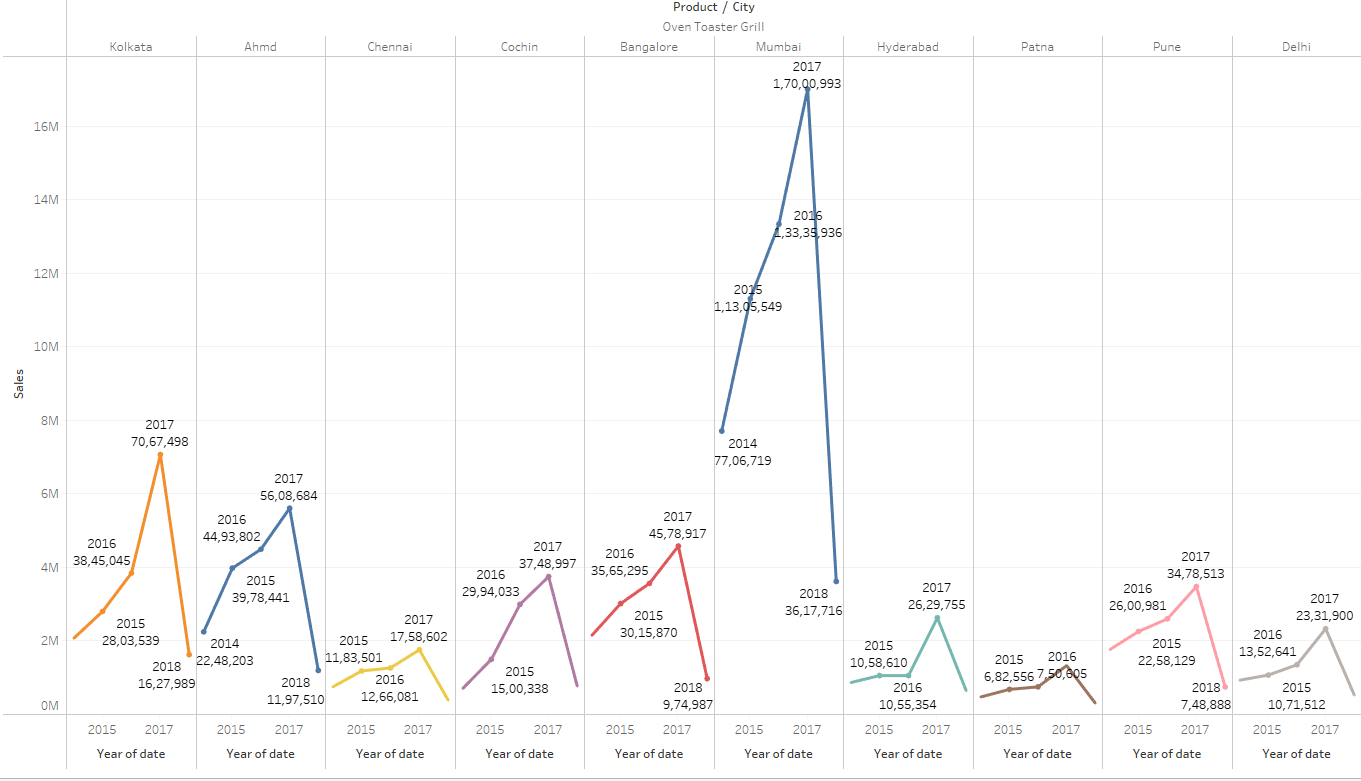 Product / City
Oven Toaster Grill
Kolkata
Ahmd
Chennai
Cochin
Bangalore
Mumbai
Hyderabad
Patna
Pune
Delhi
Sales
16M
14M
12M
10M
8M
6M
4M
2M
0M
2017
70,67,498
2016
38,45,045
2015
28,03,539
2018
16,27,989
2017
56,08,684
2016
44,93,802
2015
39,78,441
2014
22,48,203
2018
11,97,510
2017
17,58,602
2015
11,83,501
2016
12,66,081
2017
37,48,997
2016
29,94,033
2015
15,00,338
2017
45,78,917
2016
35,65,295
2015
30,15,870
2018
9,74,987
2017
1,70,00,993
2016
1,33,35,936
2015
1,13,05,549
2014
77,06,719
2018
36,17,716
2017
26,29,755
2015
10,58,610
2016
10,55,354
2015
6,82,556
2016
7,50,605
2017
34,78,513
2016
26,00,981
2015
22,58,129
2018
7,48,888
2017
23,31,900
2016
13,52,641
2015
10,71,512
2015 2017
2015 2017
2015 2017
2015 2017
2015 2017
2015 2017
2015 2017
2015 2017
2015 2017
2015 2017
Year of date
Year of date
Year of date
Year of date
Year of date
Year of date
Year of date
Year of date
Year of date
Year of date